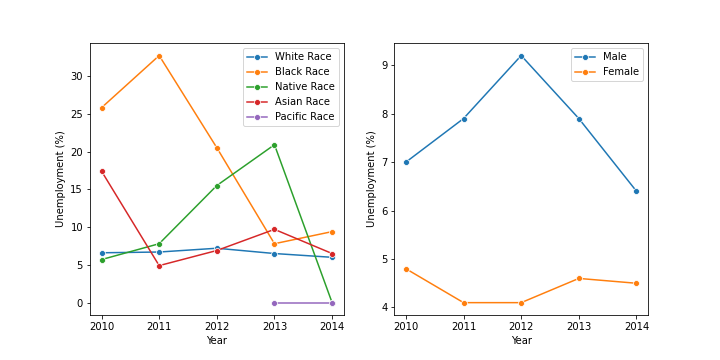 White Race
Black Race
Native Race
Asian Race
Pacific Race
30
25
20
15
10
5
0
Unemployment (%)
2010 2011 2012 2013 2014
Year
Male
Female
9
8
7
6
5
4
Unemployment (%)
2010 2011 2012 2013 2014
Year